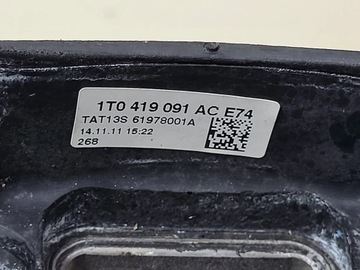 1T0 419 091 AC E74
TAT13S 61978001A
14.11.11 15:22
268